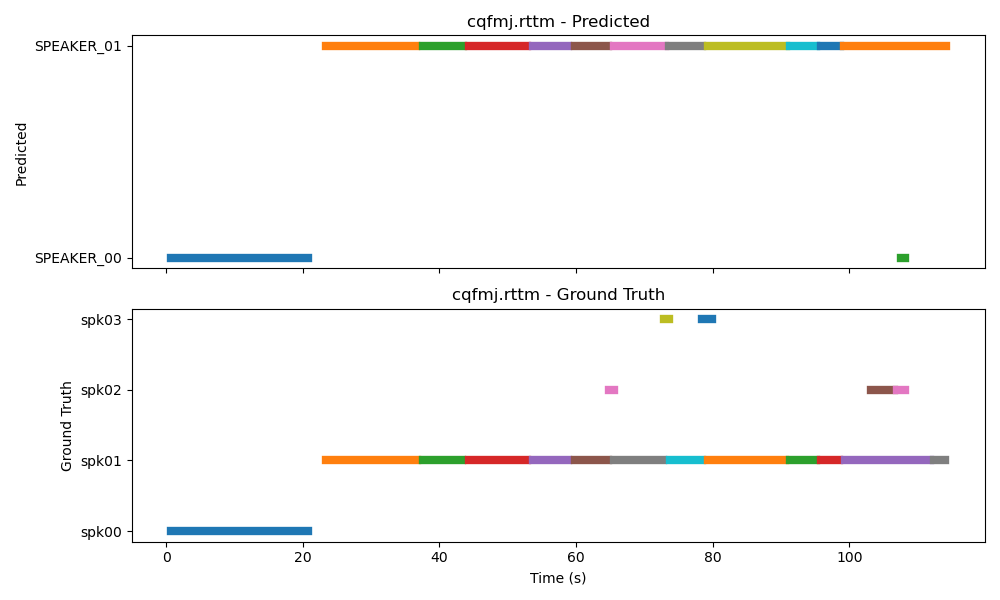 cqfmj.rttm - Predicted
SPEAKER_01
Predicted
SPEAKER_00
cqfmj.rttm - Ground Truth
spk03
spk02
Ground Truth
spk01
spk00
0 20 40 60 80 100
Time (s)